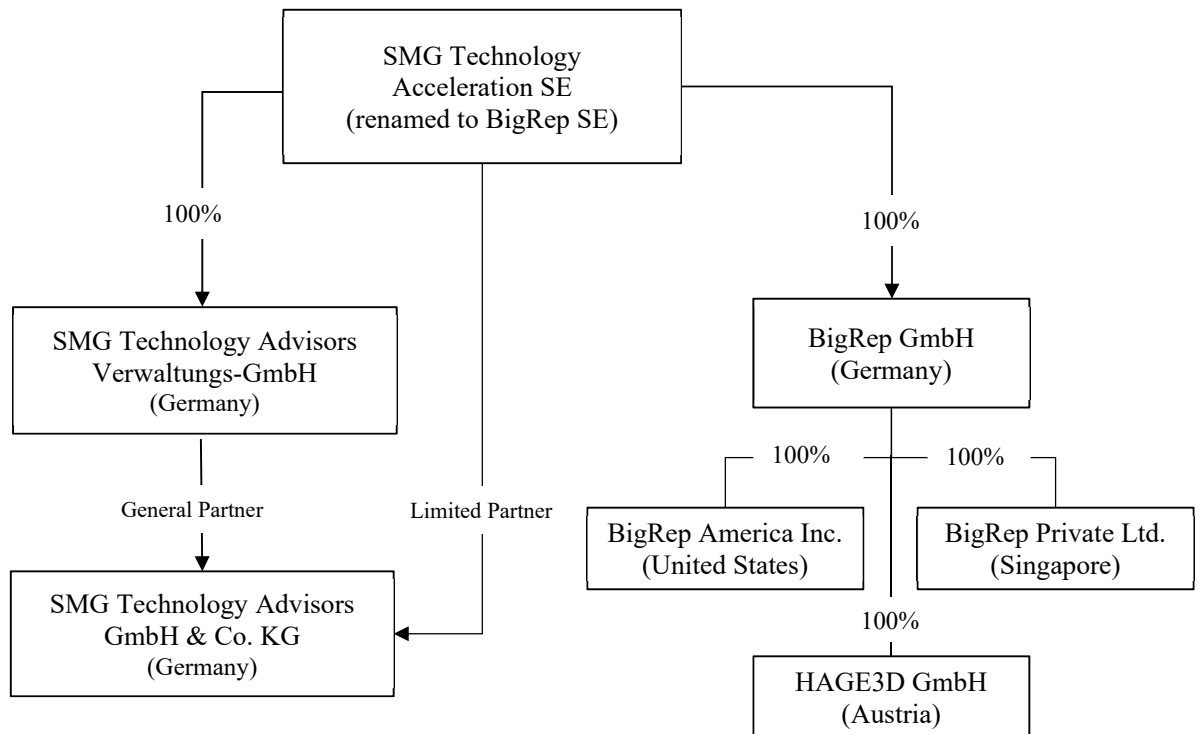 SMG Technology
Acceleration SE
(renamed to BigRep SE)
100%
100%
SMG Technology Advisors
Verwaltungs-GmbH
(Germany)
BigRep GmbH
(Germany)
100%
100%
General Partner
Limited Partner
BigRep America Inc.
(United States)
BigRep Private Ltd.
(Singapore)
SMG Technology Advisors
GmbH & Co. KG
(Germany)
100%
HAGE3D GmbH
(Austria)